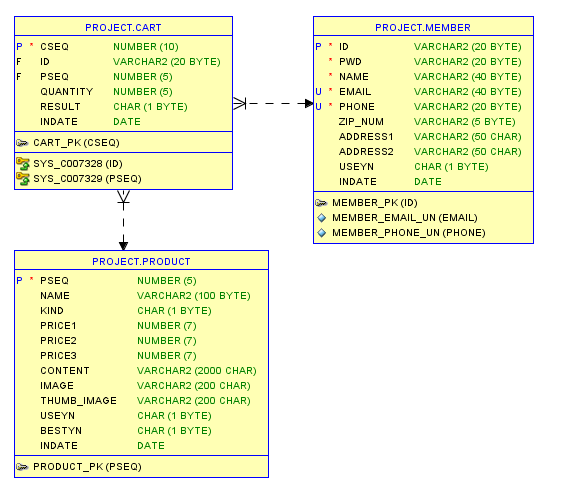 PROJECT.CART
P * CSEQ NUMBER (10)
F ID VARCHAR2 (20 BYTE)
F PSEQ NUMBER (5)
QUANTITY NUMBER (5)
RESULT CHAR (1 BYTE)
INDATE DATE
CART_PK (CSEQ)
SYS_C007328 (ID)
SYS_C007329 (PSEQ)
PROJECT.MEMBER
P * ID VARCHAR2 (20 BYTE)
* PWD VARCHAR2 (20 BYTE)
* NAME VARCHAR2 (40 BYTE)
U * EMAIL VARCHAR2 (40 BYTE)
U * PHONE VARCHAR2 (20 BYTE)
ZIP_NUM VARCHAR2 (5 BYTE)
ADDRESS1 VARCHAR2 (50 CHAR)
ADDRESS2 VARCHAR2 (50 CHAR)
USEYN CHAR (1 BYTE)
INDATE DATE
MEMBER_PK (ID)
MEMBER_EMAIL_UN (EMAIL)
MEMBER_PHONE_UN (PHONE)
PROJECT.PRODUCT
P * PSEQ NUMBER (5)
NAME VARCHAR2 (100 BYTE)
KIND CHAR (1 BYTE)
PRICE1 NUMBER (7)
PRICE2 NUMBER (7)
PRICE3 NUMBER (7)
CONTENT VARCHAR2 (2000 CHAR)
IMAGE VARCHAR2 (200 CHAR)
THUMB_IMAGE VARCHAR2 (200 CHAR)
USEYN CHAR (1 BYTE)
BESTYN CHAR (1 BYTE)
INDATE DATE
PRODUCT_PK (PSEQ)